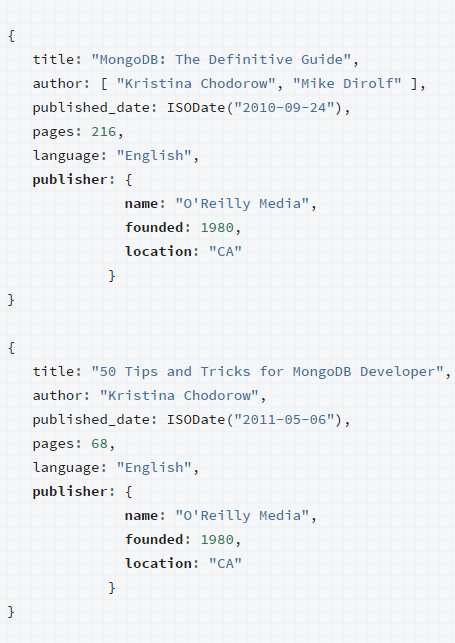 {
title: "MongoDB: The Definitive Guide",
author: [ "Kristina Chodorow", "Mike Dirolf" ],
published_date: ISODate("2010-09-24"),
pages: 216,
language: "English",
publisher: {
name: "O'Reilly Media",
founded: 1980,
location: "CA"
}
}
{
title: "50 Tips and Tricks for MongoDB Developer",
author: "Kristina Chodorow",
published_date: ISODate("2011-05-06"),
pages: 68,
language: "English",
publisher: {
name: "O'Reilly Media",
founded: 1980,
location: "CA"
}
}